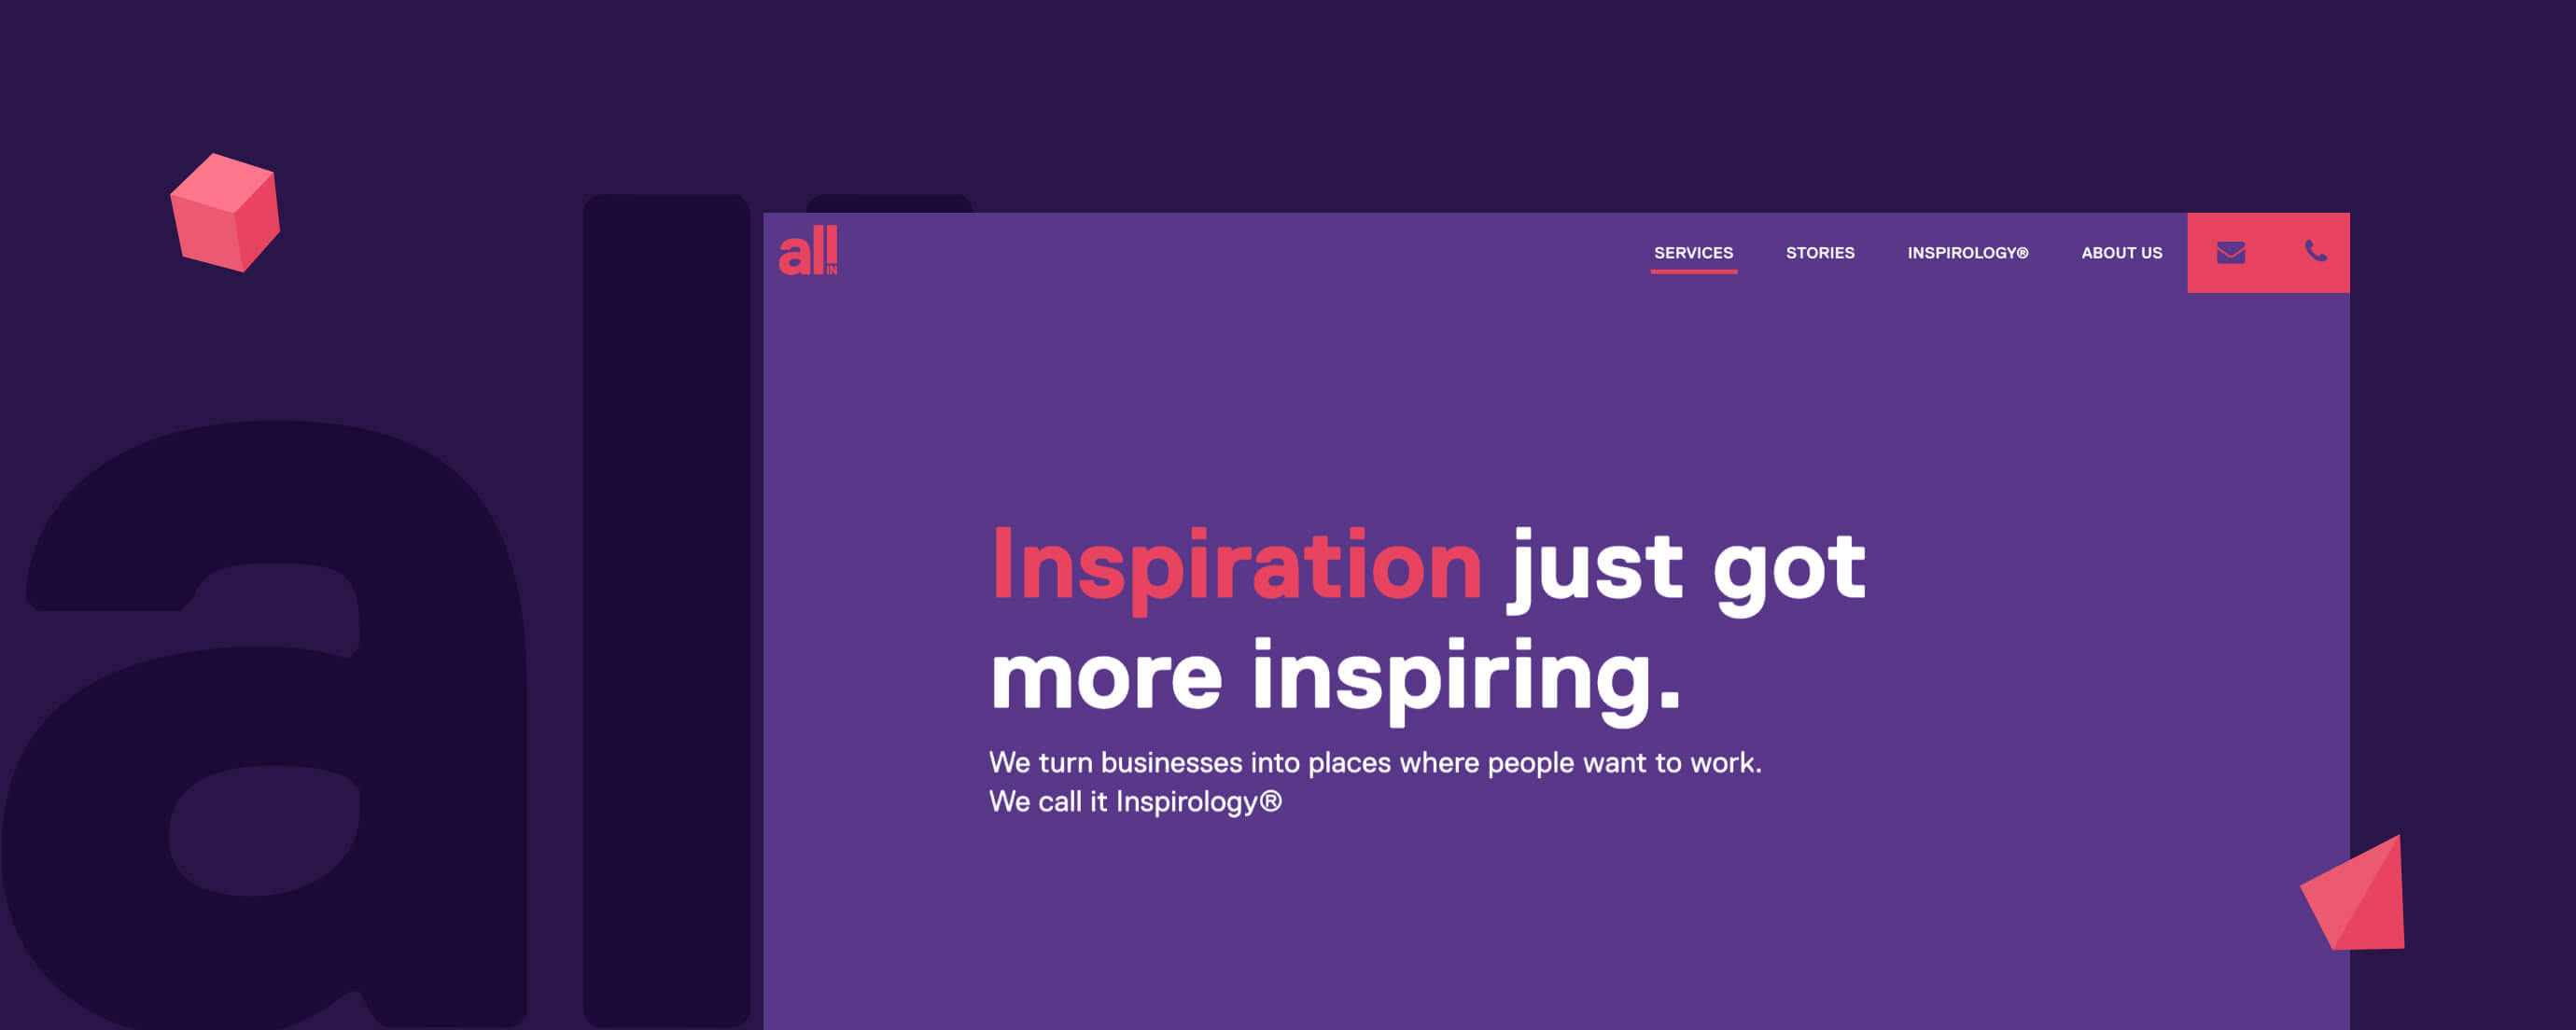 all
all
IN
SERVICES STORIES INSPIROLOGY® ABOUT US
Inspiration just got
more inspiring.
We turn businesses into places where people want to work.
We call it Inspirology®